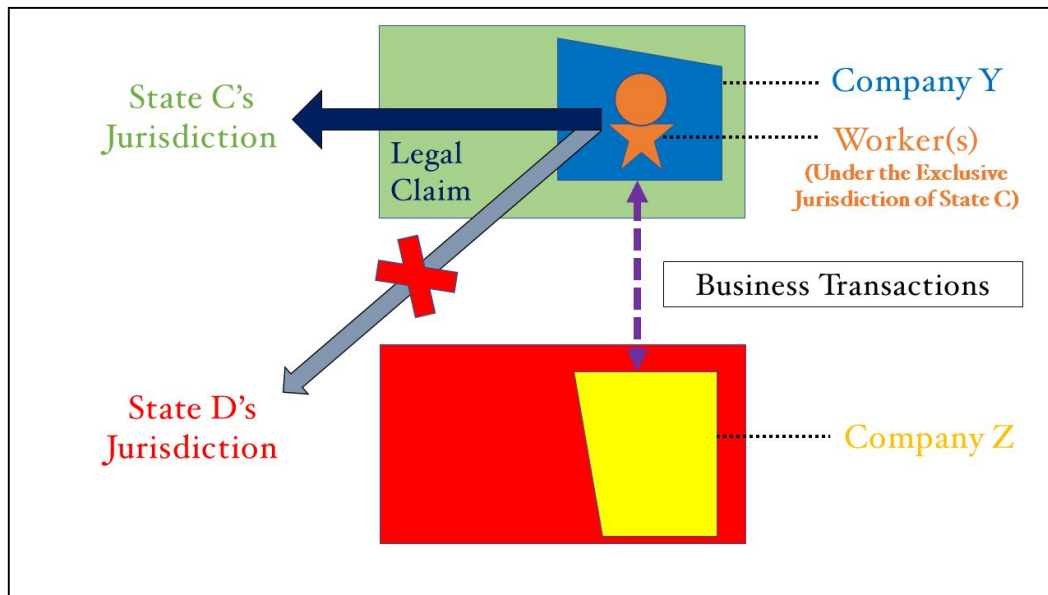 State C's
Jurisdiction
Legal
Claim
Company Y
Worker(s)
(Under the Exclusive
Jurisdiction of State C)
Business Transactions
State D's
Jurisdiction
Company Z